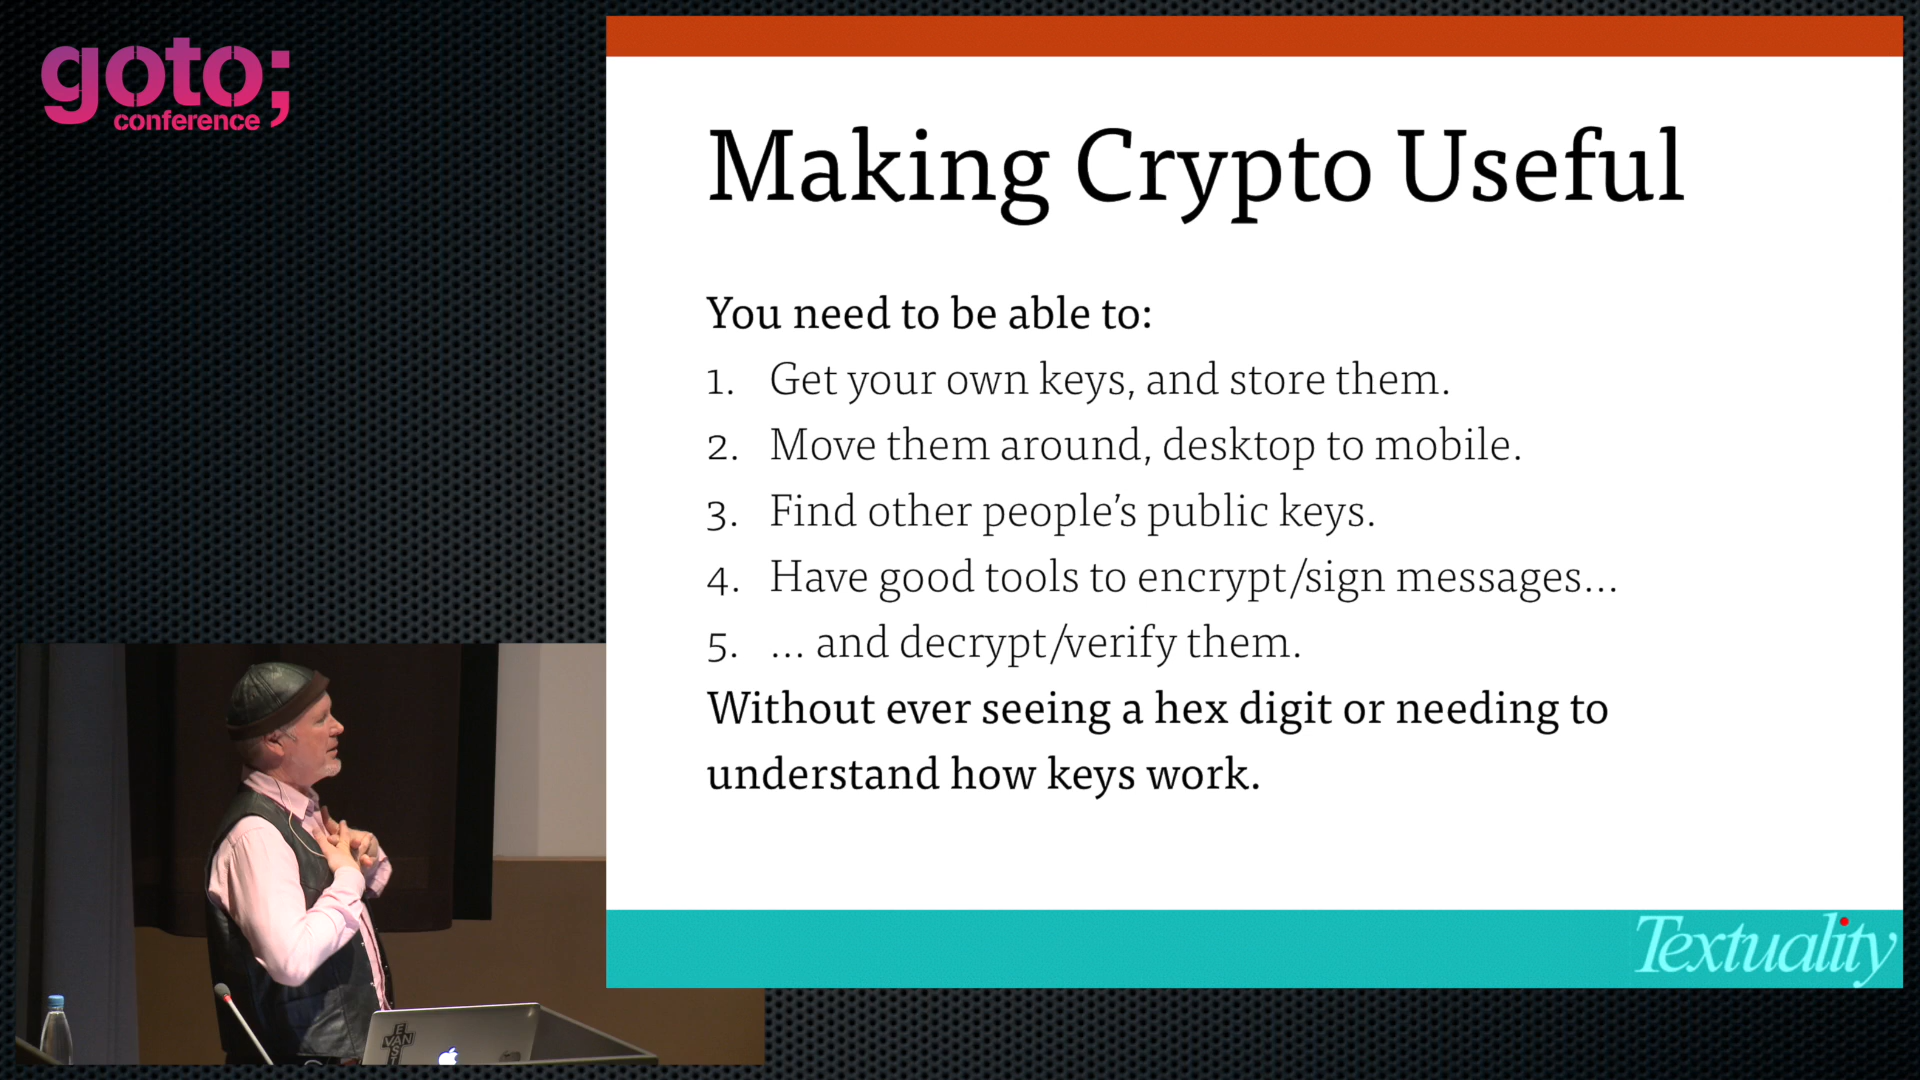 goto;
conference
Making Crypto Useful
You need to be able to:
1. Get your own keys, and store them.
2. Move them around, desktop to mobile.
3. Find other people’s public keys.
4. Have good tools to encrypt/sign messages...
5. ... and decrypt/verify them.
Without ever seeing a hex digit or needing to
understand how keys work.
Textuality
E
VAN
ST